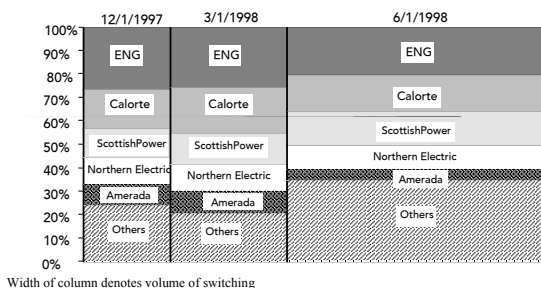 12/1/1997 3/1/1998 6/1/1998
100%
90%
80%
70%
60%
50%
40%
30%
20%
10%
0%
ENG ENG ENG
Calorte Calorte Calorte
ScottishPower ScottishPower ScottishPower
Northern Electric Northern Electric Northern Electric
Amerada Amerada Amerada
Others Others Others
Width of column denotes volume of switching